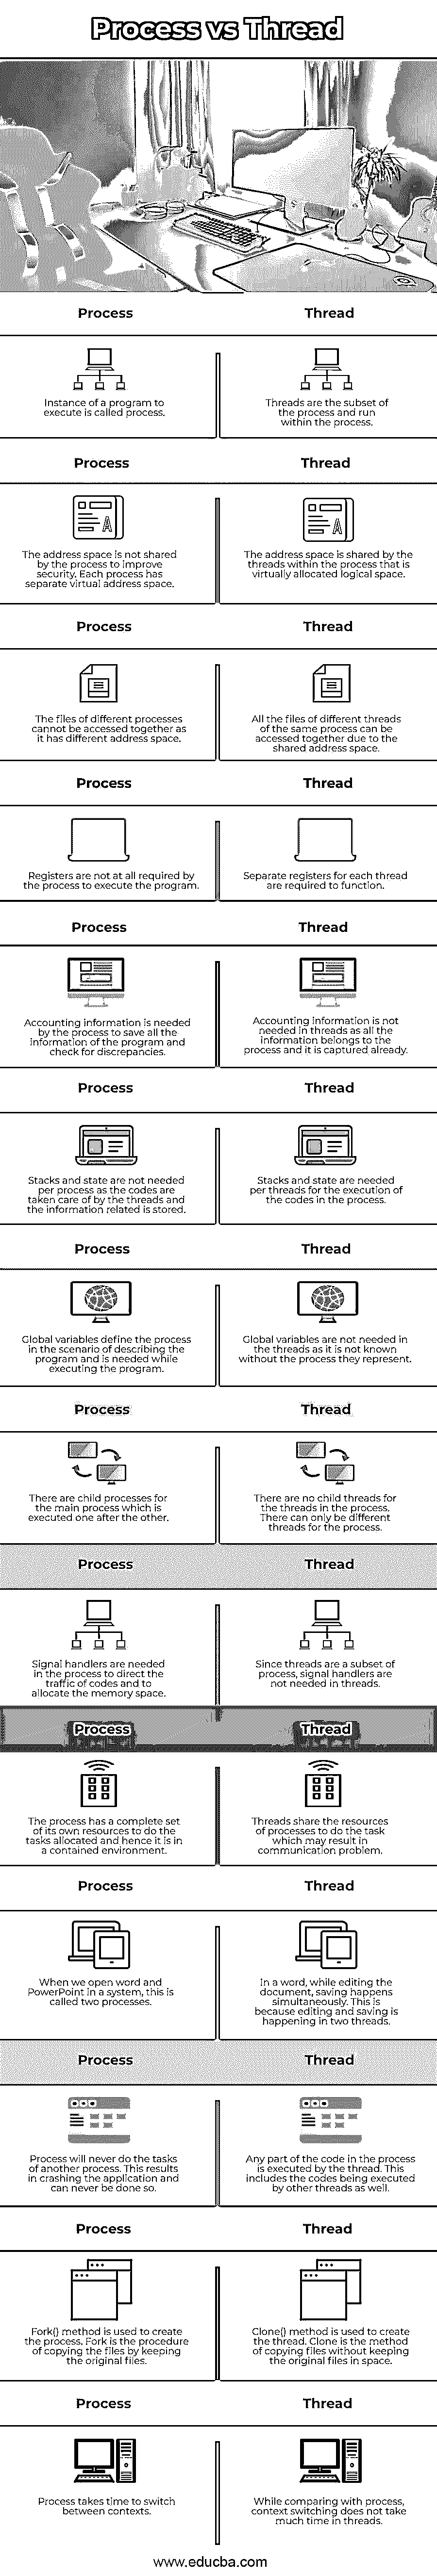 Process vs Thread
Process
Thread
Instance of a program to
execute is called process.
Threads are the subset of
the process and run
within the process.
Process
Thread
The address space is not shared
by the process to improve
security. Each process has
separate virtual address space.
The address space is shared by the
threads within the process that is
virtually allocated logical space.
Process
Thread
The files of different processes
cannot be accessed together as
it has different address space.
All the files of different threads
of the same process can be
accessed together due to the
shared address space.
Process
Thread
Registers are not at all required by
the process to execute the program.
Separate registers for each thread
are required to function.
Process
Thread
Accounting information is needed
by the process to save all the
information of the program and
check for discrepancies.
Accounting information is not
needed in threads as all the
information belongs to the
process and it is captured already.
Process
Thread
Stacks and state are not needed
per process as the codes are
taken care of by the threads and
the information related is stored.
Stacks and state are needed
per threads for the execution of
the codes in the process.
Process
Thread
Global variables define the process
in the scenario of describing the
program and is needed while
executing the program.
Global variables are not needed in
the threads as it is not known
without the process they represent.
Process
Thread
There are child processes for
the main process which is
executed one after the other.
There are no child threads for
the threads in the process.
There can only be different
threads for the process.
Process
Thread
Signal handlers are needed
in the process to direct the
traffic of codes and to
allocate the memory space.
Since threads are a subset of
process, signal handlers are
not needed in threads.
Process
Thread
The process has a complete set
of its own resources to do the
tasks allocated and hence it is in
a contained environment.
Threads share the resources
of processes to do the task
which may result in
communication problem.
Process
Thread
When we open word and
PowerPoint in a system, this is
called two processes.
In a word, while editing the
document, saving happens
simultaneously. This is
because editing and saving is
happening in two threads.
Process
Thread
Process will never do the tasks
of another process. This results
in crashing the application and
can never be done so.
Any part of the code in the process
is executed by the thread. This
includes the codes being executed
by other threads as well.
Process
Thread
Fork() method is used to create
the process. Fork is the procedure
of copying the files by keeping
the original files.
Clone() method is used to create
the thread. Clone is the method
of copying files without keeping
the original files in space.
Process
Thread
Process takes time to switch
between contexts.
While comparing with process,
context switching does not take
much time in threads.
www.educba.com